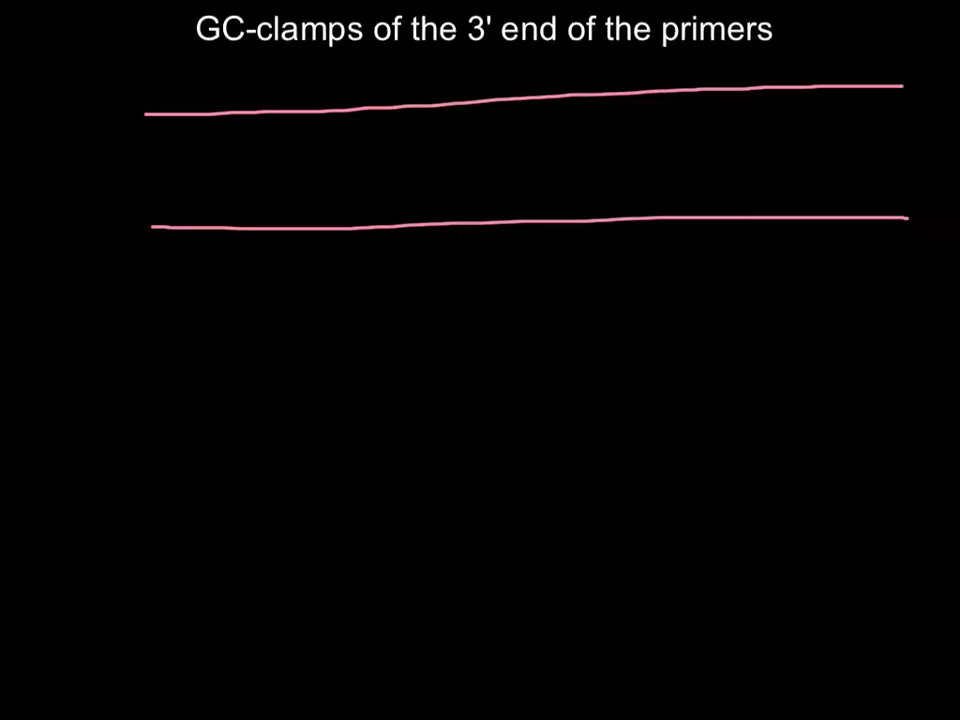 GC-clamps of the 3' end of the primers